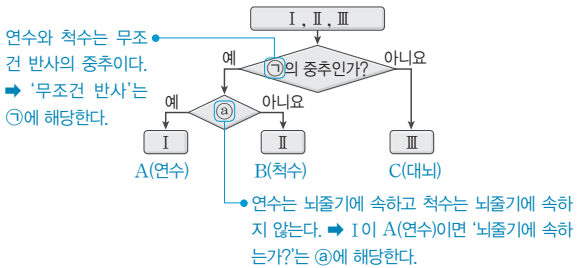 Ⅰ, Ⅱ, Ⅲ
연수와 척수는 무조
건 반사의 중추이다.
➡ '무조건 반사'는
㉠에 해당한다.
㉠의 중추인가?
예
아니요
ⓐ
예
아니요
Ⅰ
Ⅱ
Ⅲ
A(연수)
B(척수)
C(대뇌)
연수는 뇌줄기에 속하고 척수는 뇌줄기에 속하
지 않는다. ➡ Ⅰ이 A(연수)이면 '뇌줄기에 속하
는가?'는 ⓐ에 해당한다.